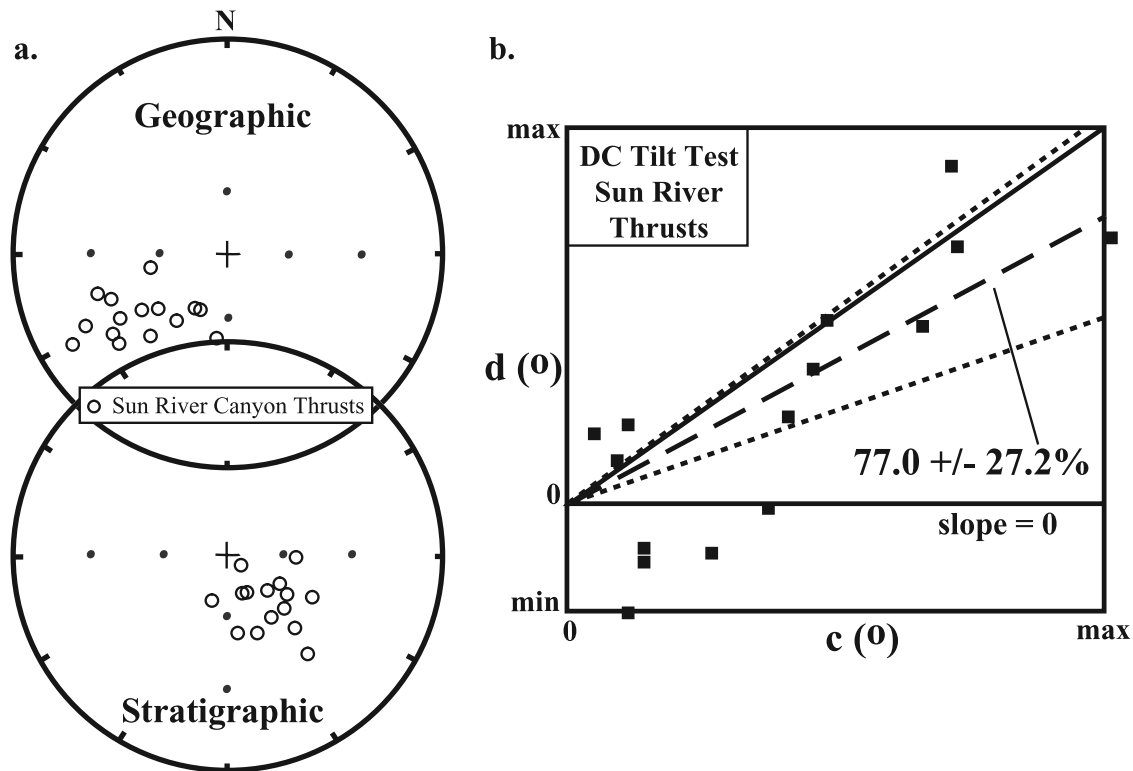 a.
N
Geographic
Sun River Canyon Thrusts
Stratigraphic
b.
max
DC Tilt Test
Sun River
Thrusts
d (o)
77.0 +/- 27.2%
0
slope = 0
min
0
c (o)
max